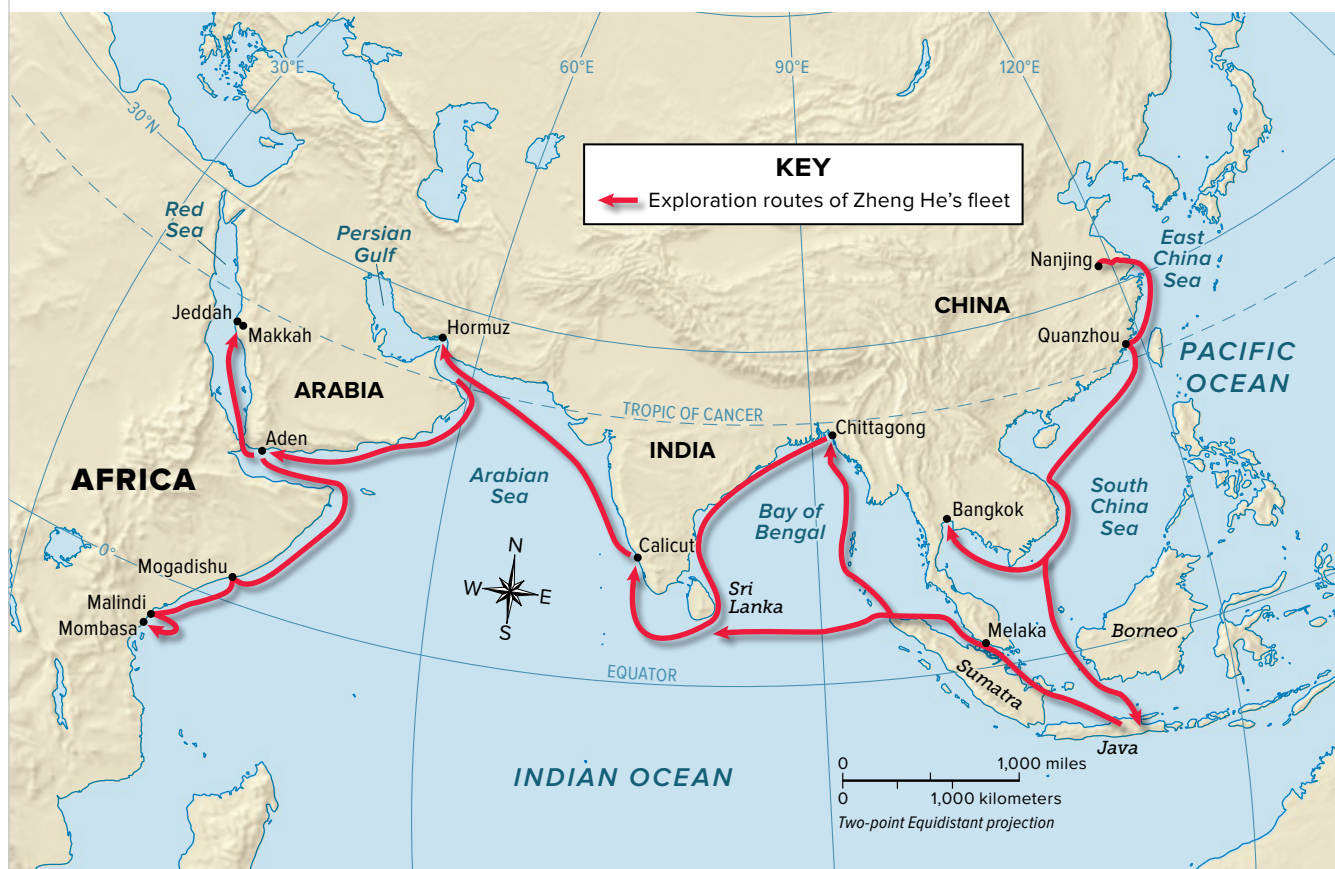 30°E
60°E
90°E
120°E
30°N
KEY
Exploration routes of Zheng He's fleet
Red
Sea
Persian
Gulf
Nanjing
East
China
Sea
CHINA
Jeddah
Makkah
Hormuz
Quanzhou
PACIFIC
OCEAN
ARABIA
TROPIC OF CANCER
Chittagong
Aden
INDIA
AFRICA
Arabian
Sea
Bay of
Bengal
Bangkok
South
China
Sea
0°
Calicut
N
W
E
S
Mogadishu
Malindi
Mombasa
Sri
Lanka
Melaka
Borneo
EQUATOR
Sumatra
Java
INDIAN OCEAN
0 1,000 miles
0 1,000 kilometers
Two-point Equidistant projection